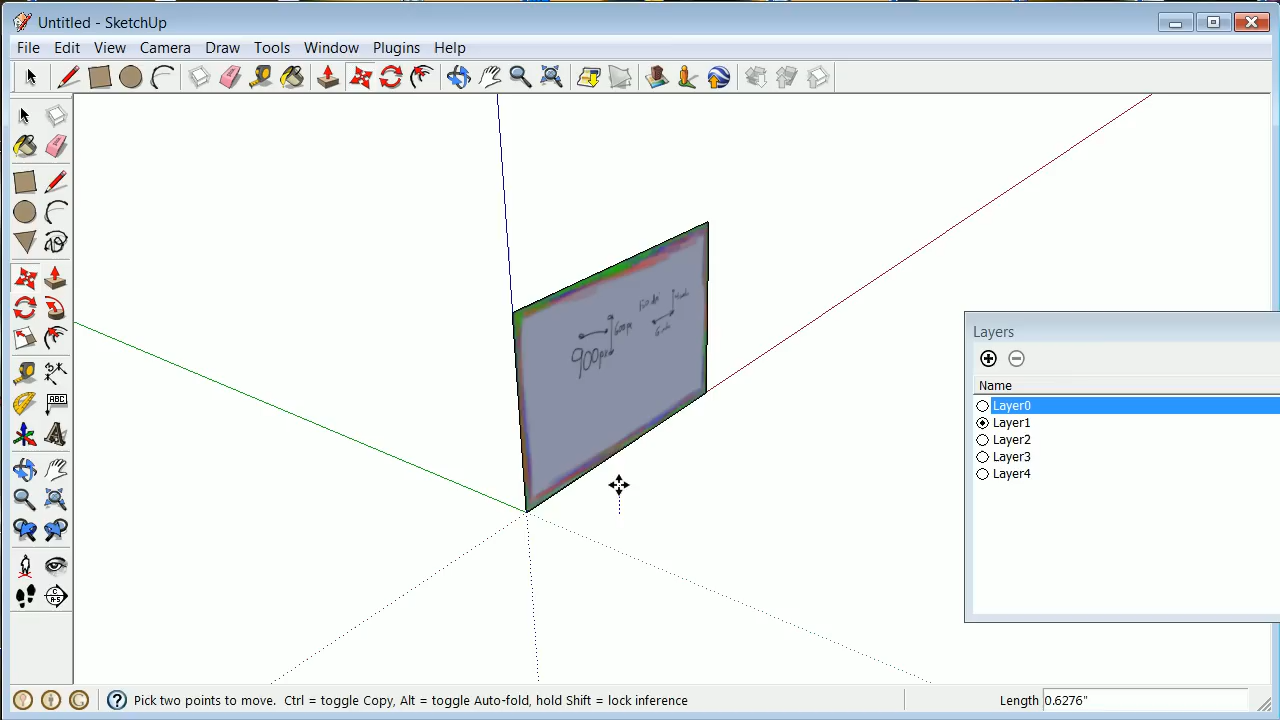 Untitled - SketchUp
File Edit View Camera Draw Tools Window Plugins Help
Layers
Name
Layer0
Layer1
Layer2
Layer3
Layer4
600px
900px
ABC
Pick two points to move. Ctrl = toggle Copy, Alt = toggle Auto-fold, hold Shift = lock inference
Length 0.6276"